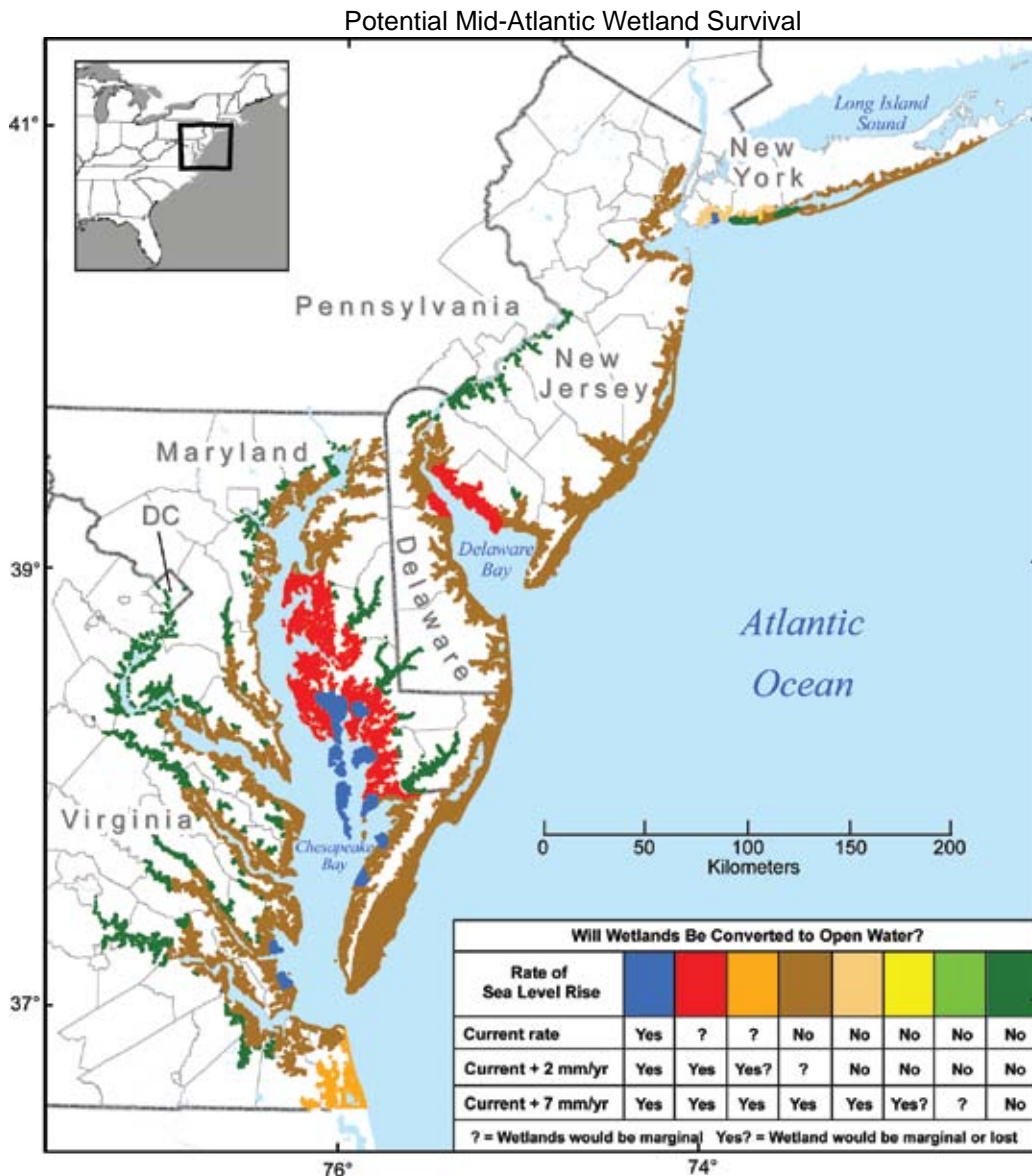 Potential Mid-Atlantic Wetland Survival
41°
Long Island
Sound
New
York
Pennsylvania
New
Jersey
Maryland
DC
39°
Delaware
Delaware
Bay
Atlantic
Ocean
Virginia
Chesapeake
Bay
0 50 100 150 200
Kilometers
37°
76°
74°
Will Wetlands Be Converted to Open Water?
Rate of
Sea Level Rise
Current rate Yes ? ? No No No No No
Current + 2 mm/yr Yes Yes Yes? ? No No No No
Current + 7 mm/yr Yes Yes Yes Yes Yes Yes? ? No
? = Wetlands would be marginal Yes? = Wetland would be marginal or lost